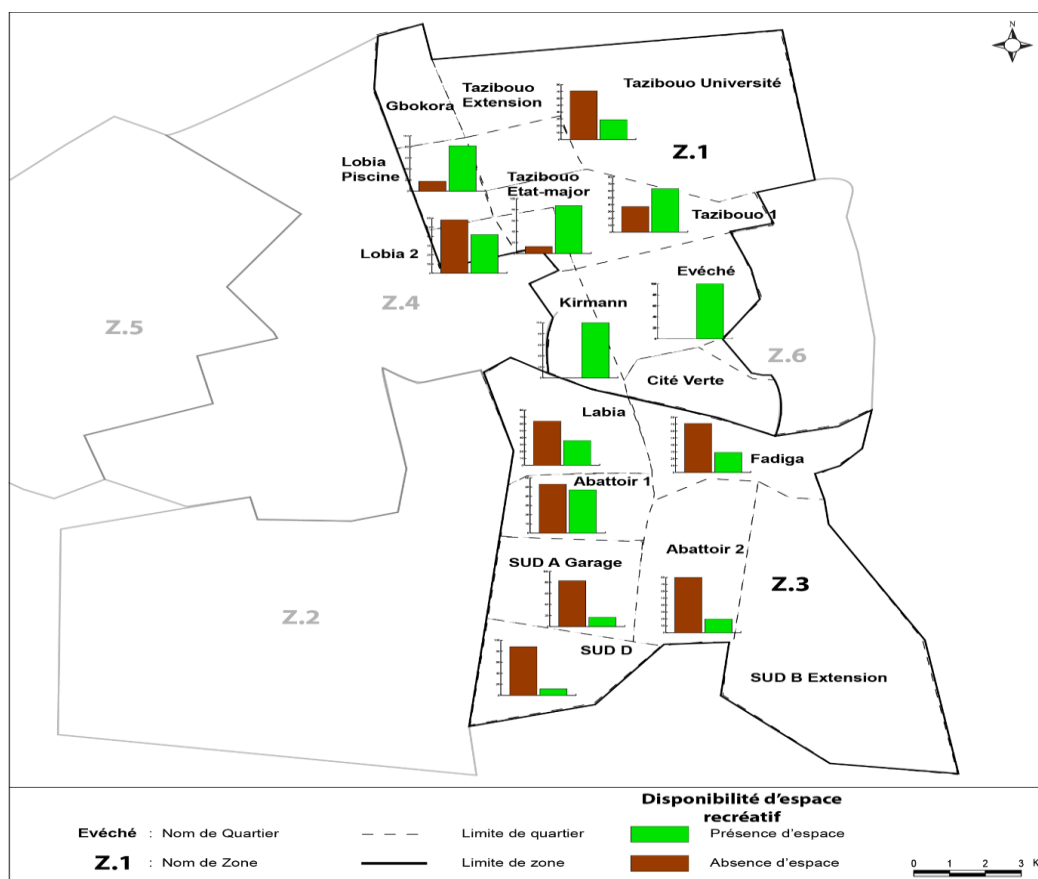 N
Tazibouo
Extension
Tazibouo Université
Gbokora
Z.1
Lobia
Piscine
Tazibouo
Etat-major
Tazibouo 1
Lobia 2
Evéché
Z.4
Kirmann
Z.5
Z.6
Cité Verte
Labia
Fadiga
Abattoir 1
Abattoir 2
SUD A Garage
Z.3
Z.2
SUD D
SUD B Extension
Disponibilité d'espace
recréatif
Evéché : Nom de Quartier
Limite de quartier
Présence d'espace
Z.1 : Nom de Zone
Limite de zone
Absence d'espace
0 1 2 3 K